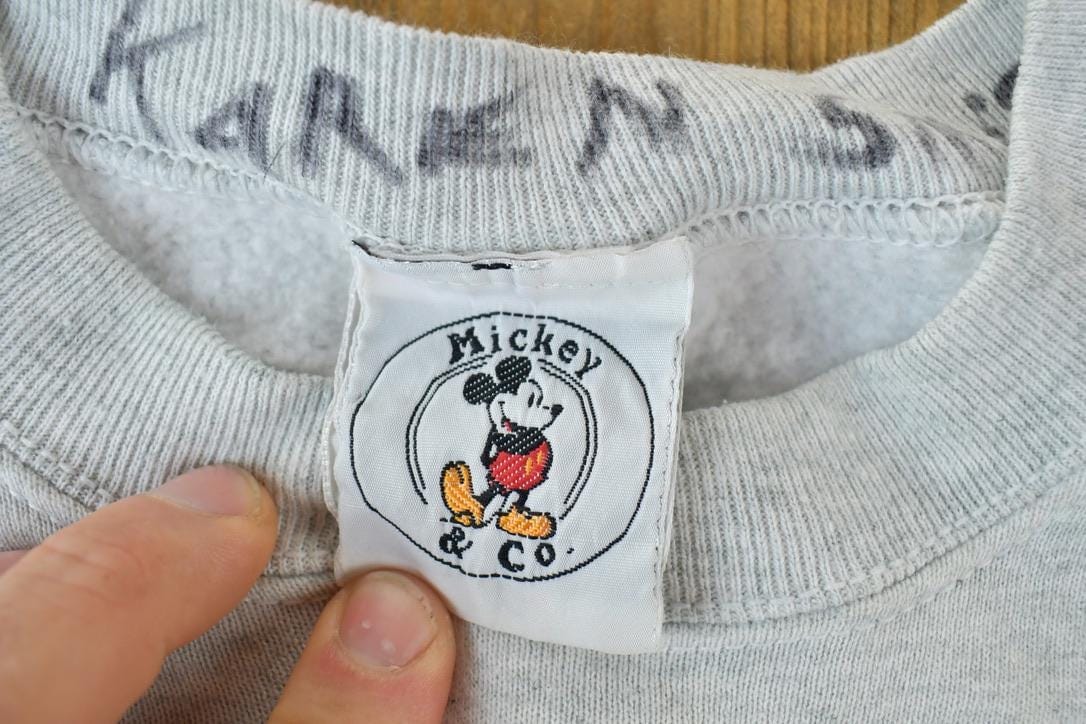 KAREN S.
Mickey
& Co.